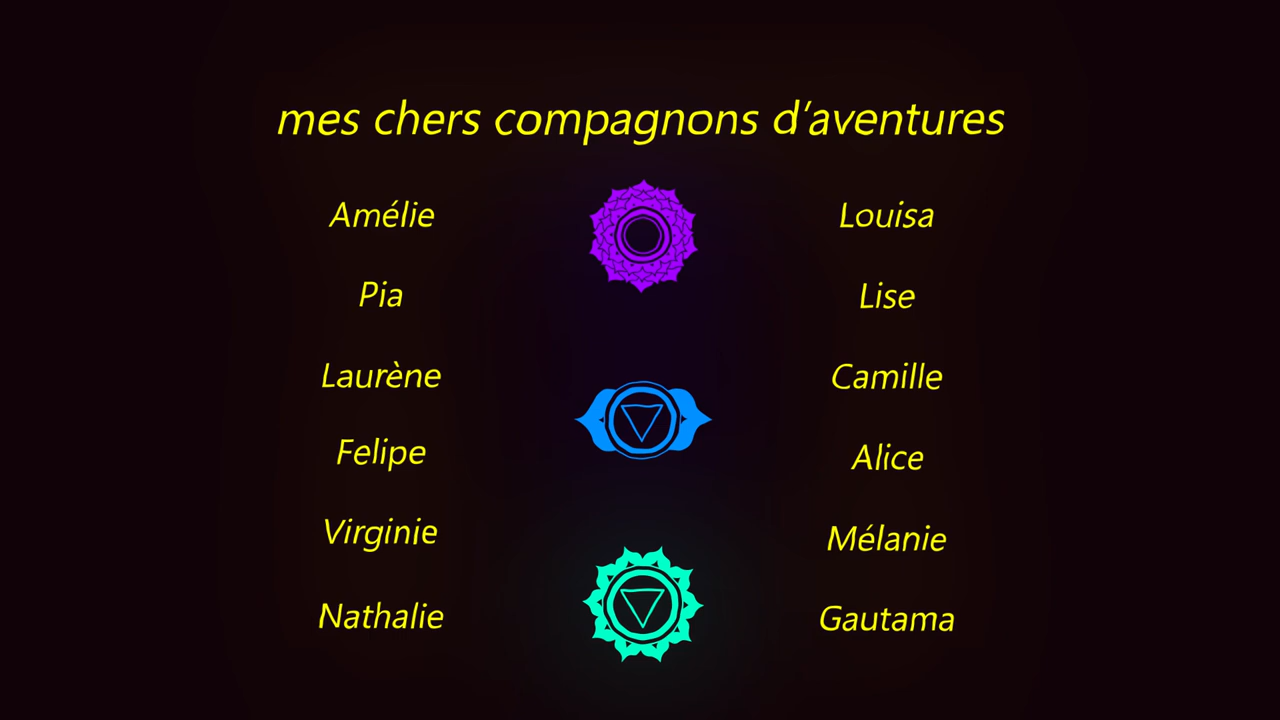 mes chers compagnons d'aventures
Amélie
Louisa
Pia
Lise
Laurène
Camille
Felipe
Alice
Virginie
Mélanie
Nathalie
Gautama